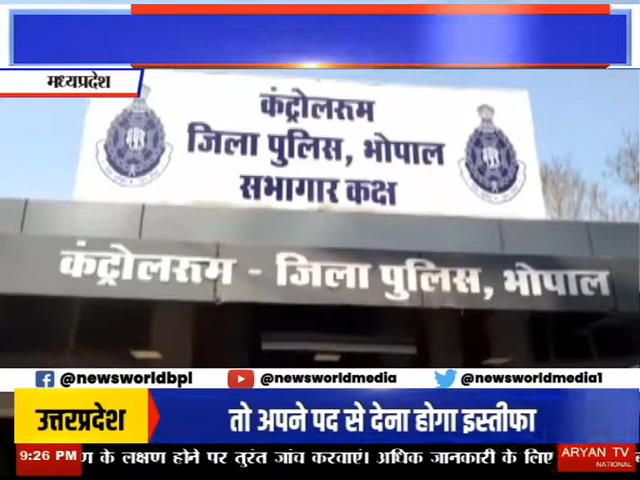 मध्यप्रदेश
कंट्रोलरूम
जिला पुलिस, भोपाल
सभागार कक्ष
कंट्रोलरूम - जिला पुलिस, भोपाल
@newsworldbpl @newsworldmedia @newsworldmedia1
उत्तरप्रदेश तो अपने पद से देना होगा इस्तीफा
9:26 PM के लक्षण होने पर तुरंत जांच करवाएं। अधिक जानकारी के लिए ARYAN TV
NATIONAL